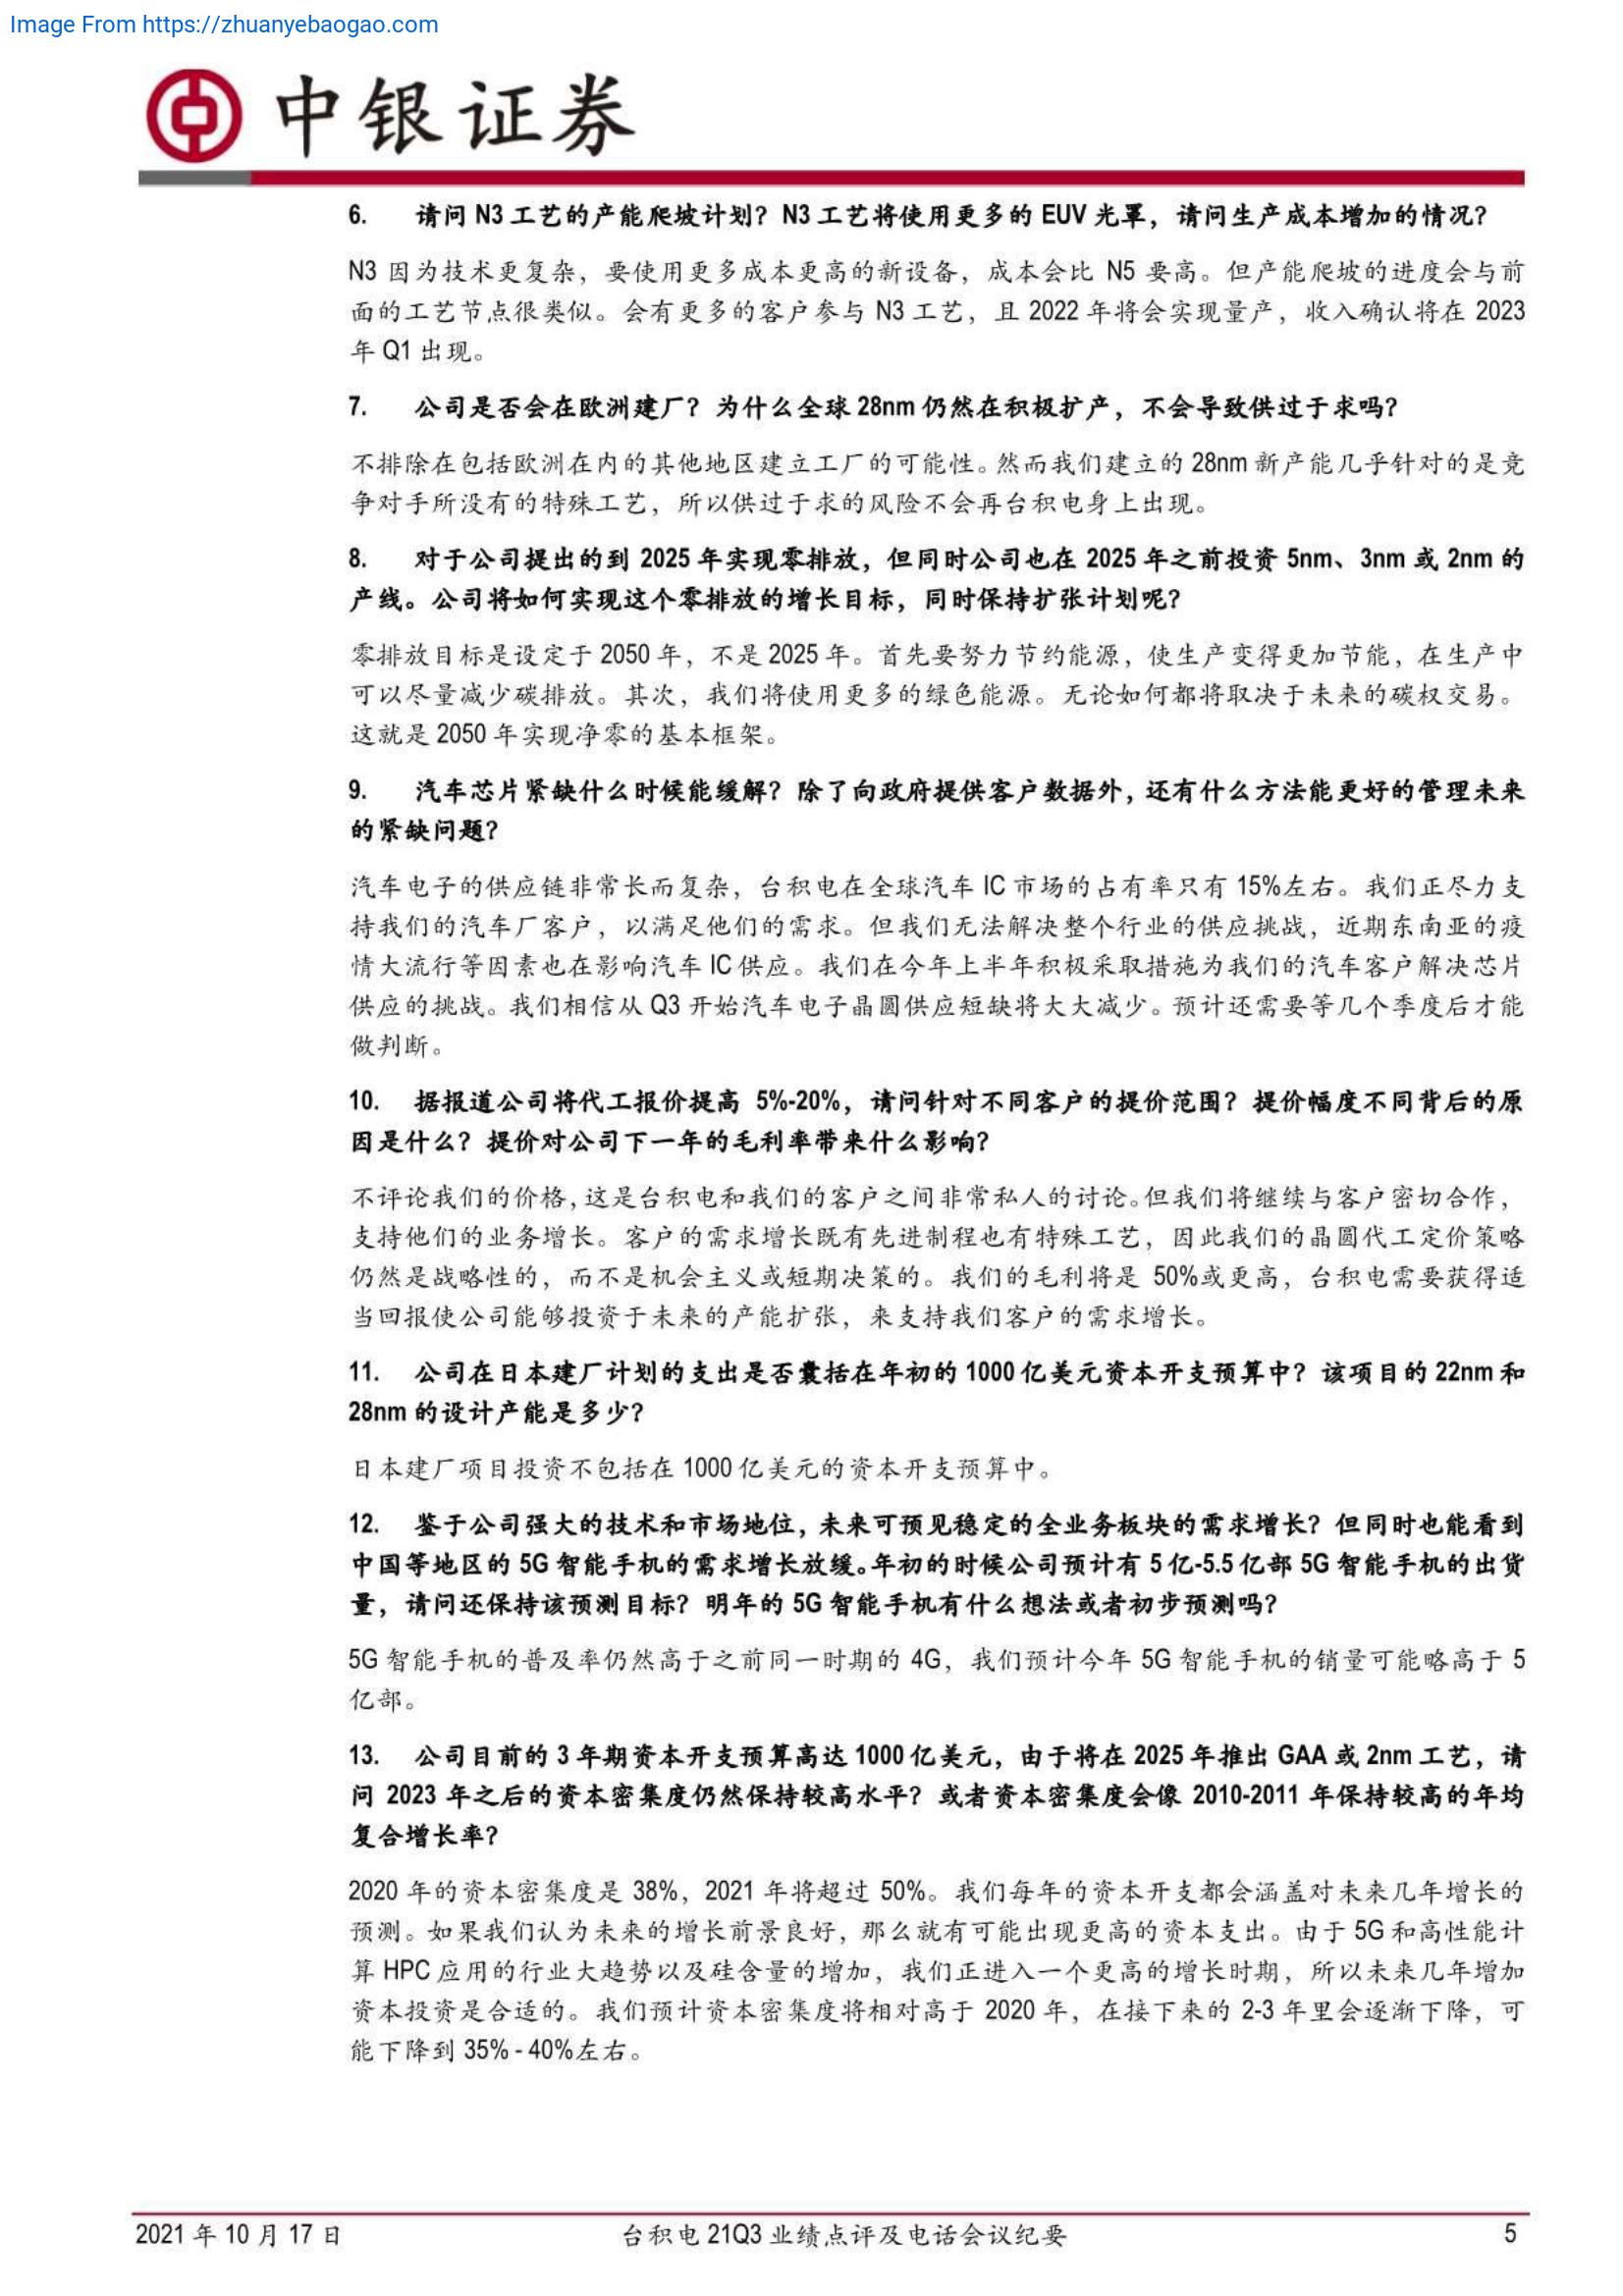 Image From https://zhuanyebaogao.com
中银证券
6. 请问 N3 工艺的产能爬坡计划？N3 工艺将使用更多的 EUV 光罩，请问生产成本增加的情况？
N3 因为技术更复杂，要使用更多成本更高的新设备，成本会比 N5 要高。但产能爬坡的进度会与前
面的工艺节点很类似。会有更多的客户参与 N3 工艺，且 2022 年将会实现量产，收入确认将在 2023
年 Q1 出现。
7. 公司是否会在欧洲建厂？为什么全球 28nm 仍然在积极扩产，不会导致供过于求吗？
不排除在包括欧洲在内的其他地区建立工厂的可能性。然而我们建立的 28nm 新产能几乎针对的是竞
争对手所没有的特殊工艺，所以供过于求的风险不会再台积电身上出现。
8. 对于公司提出的到 2025 年实现零排放，但同时公司也在 2025 年之前投资 5nm、3nm 或 2nm 的
产线。公司将如何实现这个零排放的增长目标，同时保持扩张计划呢？
零排放目标是设定于 2050 年，不是 2025 年。首先要努力节约能源，使生产变得更加节能，在生产中
可以尽量减少碳排放。其次，我们将使用更多的绿色能源。无论如何都将取决于未来的碳权交易。
这就是 2050 年实现净零的基本框架。
9. 汽车芯片紧缺什么时候能缓解？除了向政府提供客户数据外，还有什么方法能更好的管理未来
的紧缺问题？
汽车电子的供应链非常长而复杂，台积电在全球汽车 IC 市场的占有率只有 15%左右。我们正尽力支
持我们的汽车厂客户，以满足他们的需求。但我们无法解决整个行业的供应挑战，近期东南亚的疫
情大流行等因素也在影响汽车 IC 供应。我们在今年上半年积极采取措施为我们的汽车客户解决芯片
供应的挑战。我们相信从 Q3 开始汽车电子晶圆供应短缺将大大减少。预计还需要等几个季度后才能
做判断。
10. 据报道公司将代工报价提高 5%-20%，请问针对不同客户的提价范围？提价幅度不同背后的原
因是什么？提价对公司下一年的毛利率带来什么影响？
不评论我们的价格，这是台积电和我们的客户之间非常私人的讨论。但我们将继续与客户密切合作，
支持他们的业务增长。客户的需求增长既有先进制程也有特殊工艺，因此我们的晶圆代工定价策略
仍然是战略性的，而不是机会主义或短期决策的。我们的毛利将是 50%或更高，台积电需要获得适
当回报使公司能够投资于未来的产能扩张，来支持我们客户的需求增长。
11. 公司在日本建厂计划的支出是否囊括在年初的 1000 亿美元资本开支预算中？该项目的 22nm 和
28nm 的设计产能是多少？
日本建厂项目投资不包括在 1000 亿美元的资本开支预算中。
12. 鉴于公司强大的技术和市场地位，未来可预见稳定的全业务板块的需求增长？但同时也能看到
中国等地区的 5G 智能手机的需求增长放缓。年初的时候公司预计有 5 亿-5.5 亿部 5G 智能手机的出货
量，请问还保持该预测目标？明年的 5G 智能手机有什么想法或者初步预测吗？
5G 智能手机的普及率仍然高于之前同一时期的 4G，我们预计今年 5G 智能手机的销量可能略高于 5
亿部。
13. 公司目前的 3 年期资本开支预算高达 1000 亿美元，由于将在 2025 年推出 GAA 或 2nm 工艺，请
问 2023 年之后的资本密集度仍然保持较高水平？或者资本密集度会像 2010-2011 年保持较高的年均
复合增长率？
2020 年的资本密集度是 38%，2021 年将超过 50%。我们每年的资本开支都会涵盖对未来几年增长的
预测。如果我们认为未来的增长前景良好，那么就有可能出现更高的资本支出。由于 5G 和高性能计
算 HPC 应用的行业大趋势以及硅含量的增加，我们正进入一个更高的增长时期，所以未来几年增加
资本投资是合适的。我们预计资本密集度将相对高于 2020 年，在接下来的 2-3 年里会逐渐下降，可
能下降到 35% - 40%左右。
2021 年 10 月 17 日 台积电 21Q3 业绩点评及电话会议纪要 5